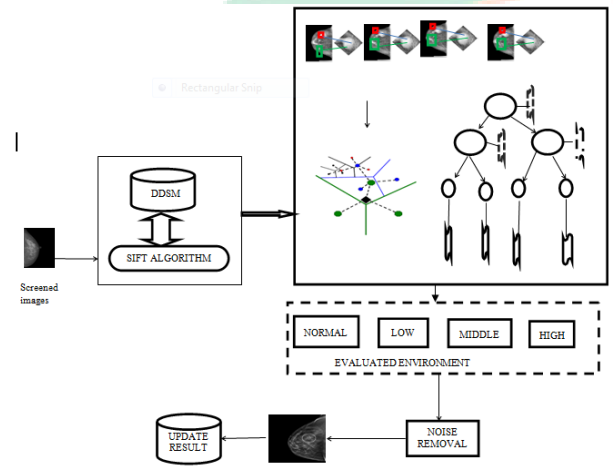 Rectangular Snip
DDSM
SIFT ALGORITHM
Screened
images
NORMAL
LOW
MIDDLE
HIGH
EVALUATED ENVIRONMENT
UPDATE
RESULT
NOISE
REMOVAL